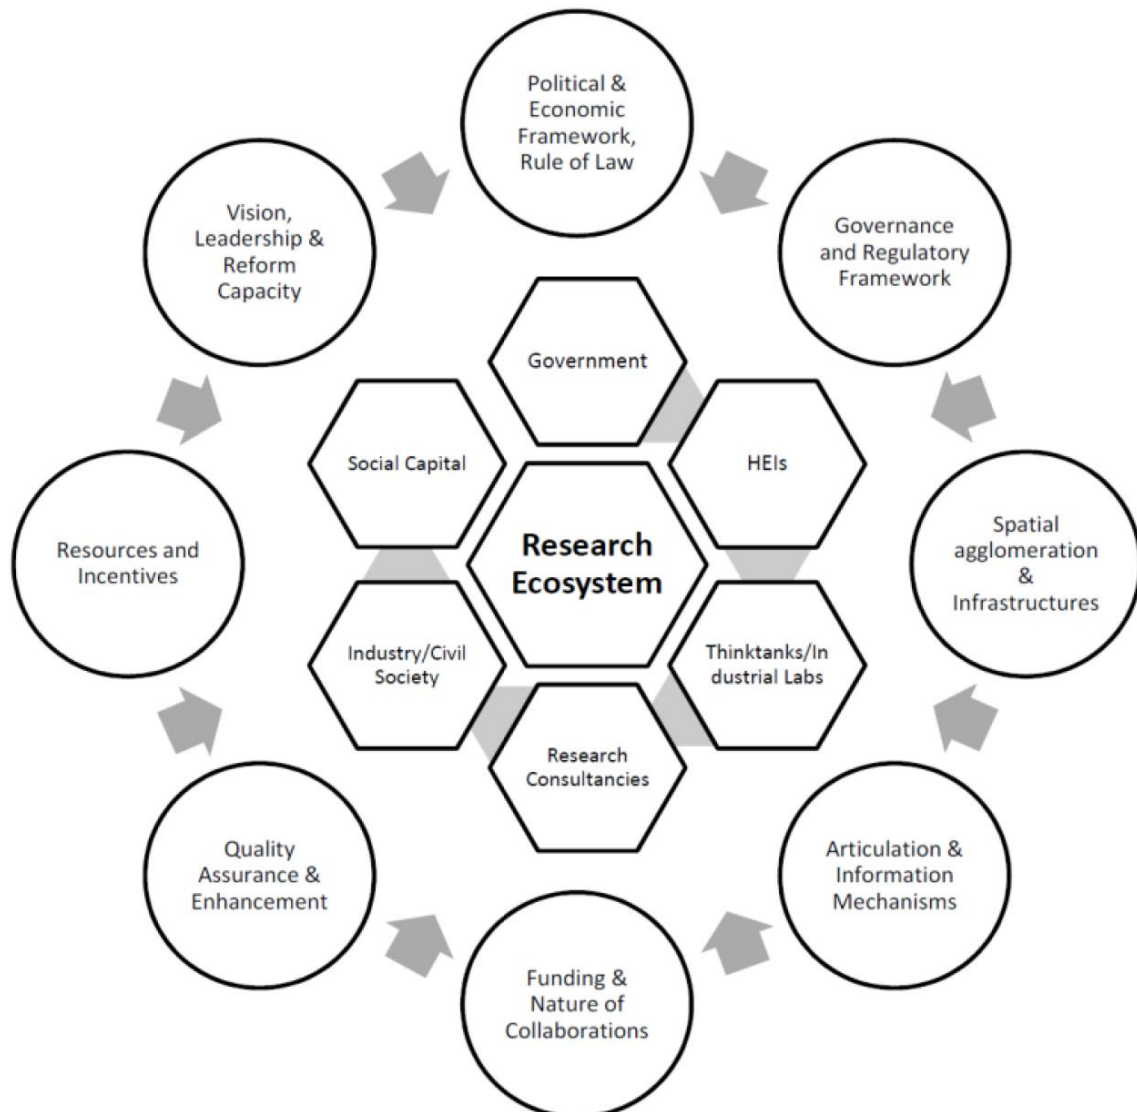 Political &
Economic
Framework,
Rule of Law
Vision,
Leadership &
Reform
Capacity
Governance
and Regulatory
Framework
Government
Social Capital
HEIs
Research
Ecosystem
Resources and
Incentives
Spatial
agglomeration
&
Infrastructures
Industry/Civil
Society
Thinktanks/In
dustrial Labs
Research
Consultancies
Quality
Assurance &
Enhancement
Articulation &
Information
Mechanisms
Funding &
Nature of
Collaborations